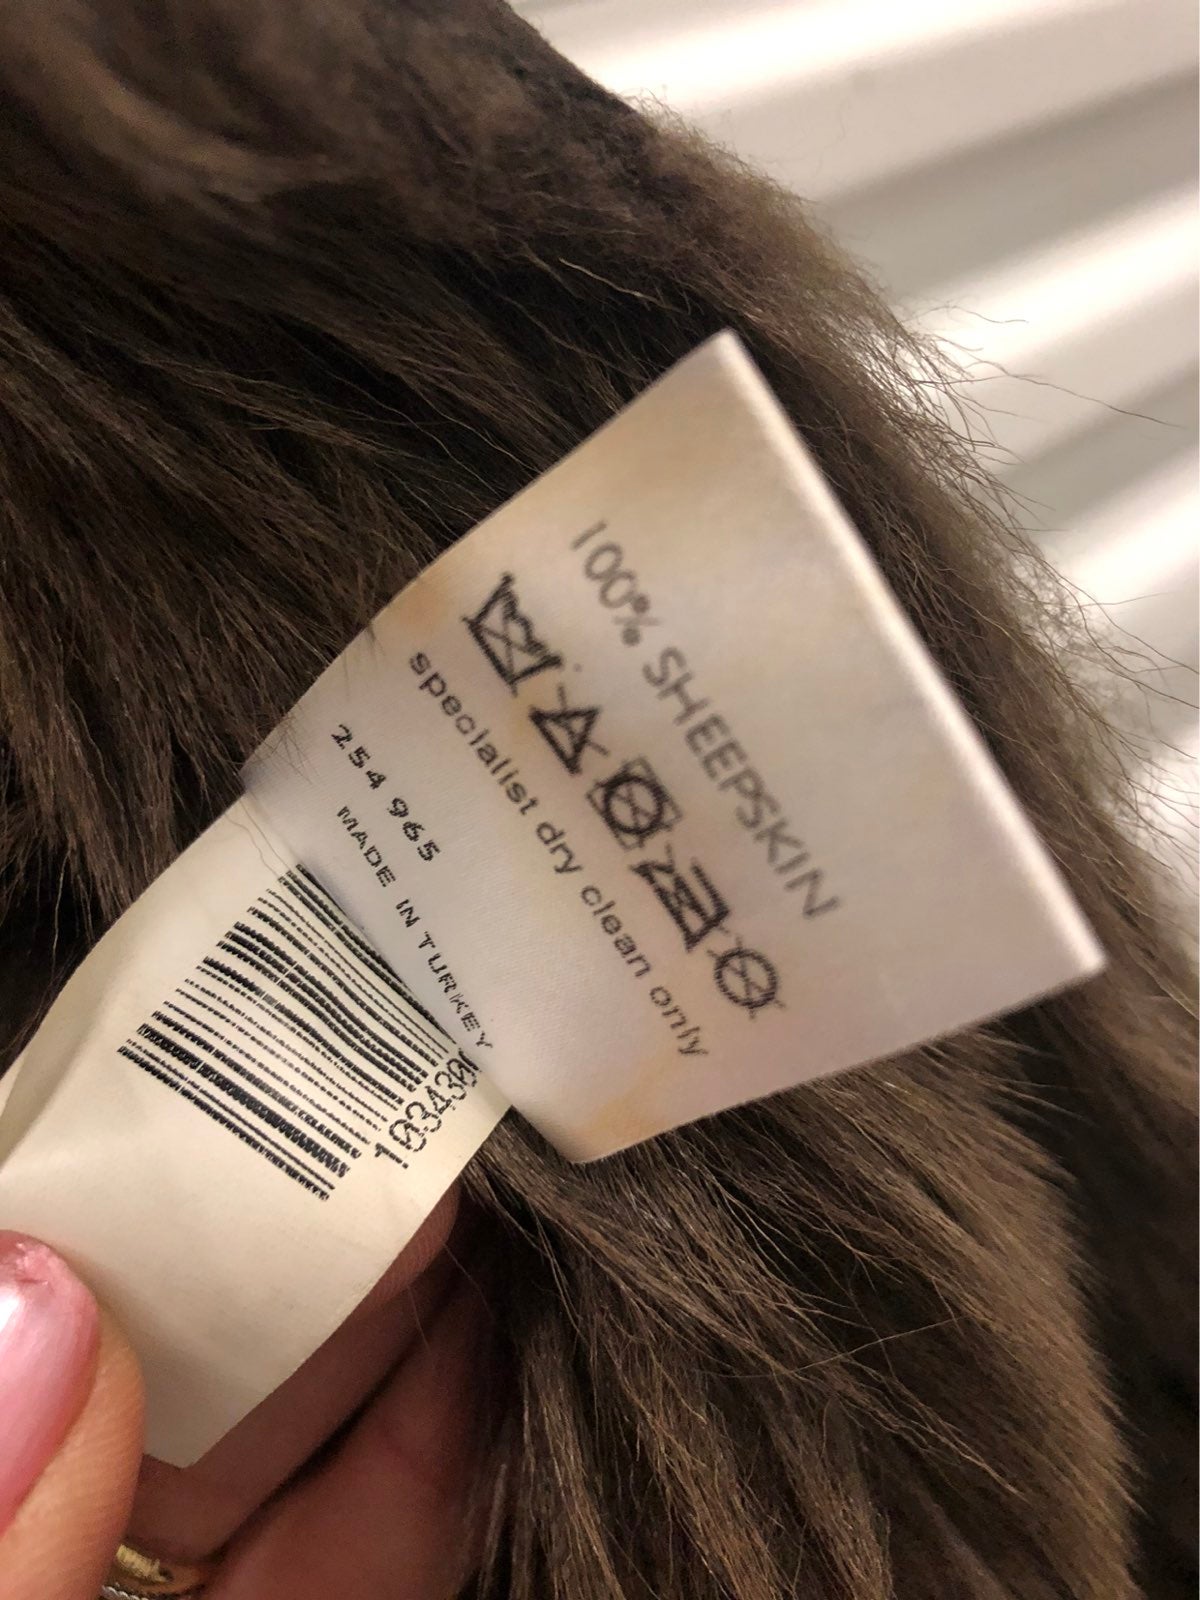 100% SHEEPSKIN
specialist dry clean only
254 965
MADE IN TURKEY